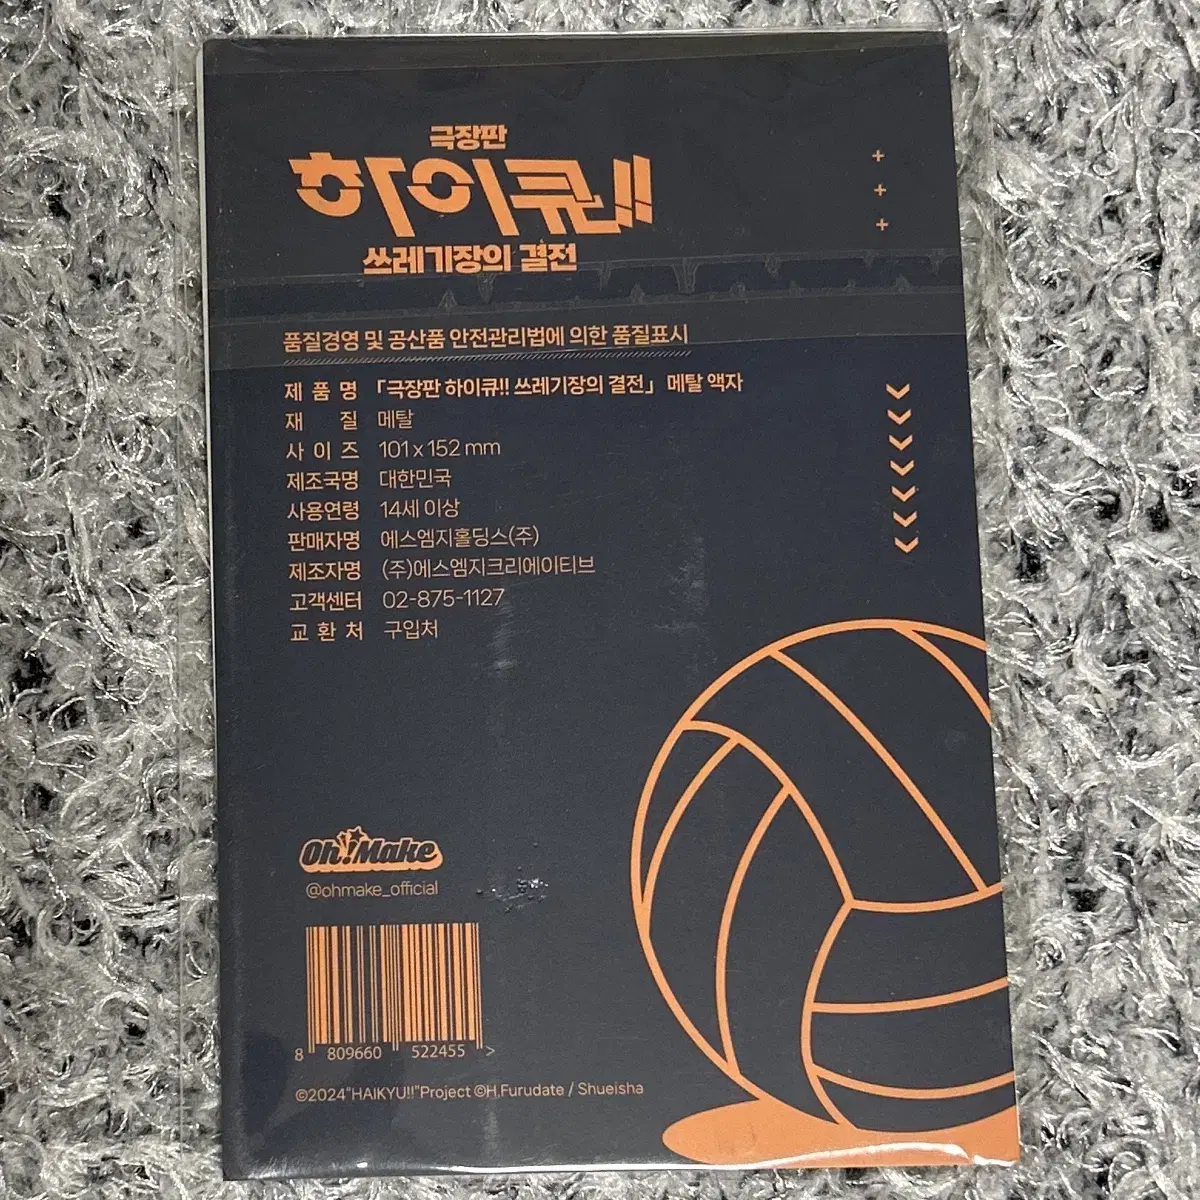 극장판
하이큐!!
쓰레기장의 결전
품질경영 및 공산품 안전관리법에 의한 품질표시
제 품 명 「극장판 하이큐!! 쓰레기장의 결전」 메탈 액자
재 질 메탈
사 이 즈 101 x 152 mm
제조국명 대한민국
사용연령 14세 이상
판매자명 에스엠지홀딩스(주)
제조자명 (주)에스엠지크리에이티브
고객센터 02-875-1127
교 환 처 구입처
Oh!Make
@ohmake_official
8 809660 522455 >
©2024"HAIKYU!!"Project ©H.Furudate / Shueisha